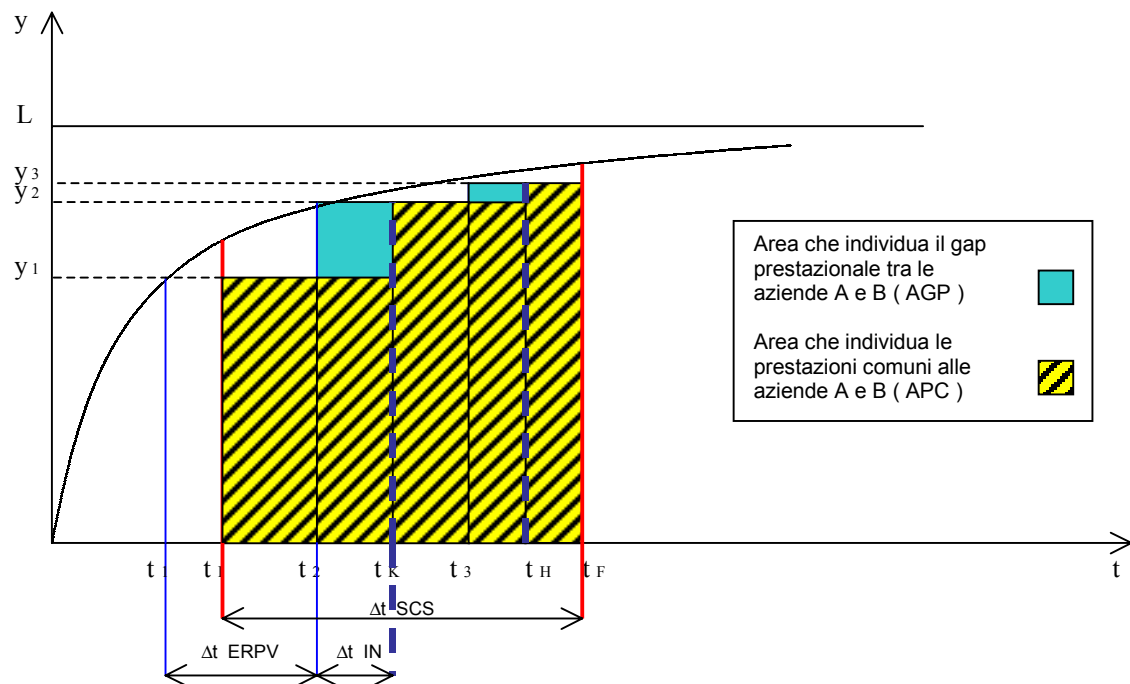 y
L
y 3
y 2
y 1
Area che individua il gap
prestazionale tra le
aziende A e B ( AGP )
Area che individua le
prestazioni comuni alle
aziende A e B ( APC )
t 1 t I t 2 t K t 3 t H t F t
Δt SCS
Δt ERPV Δt IN